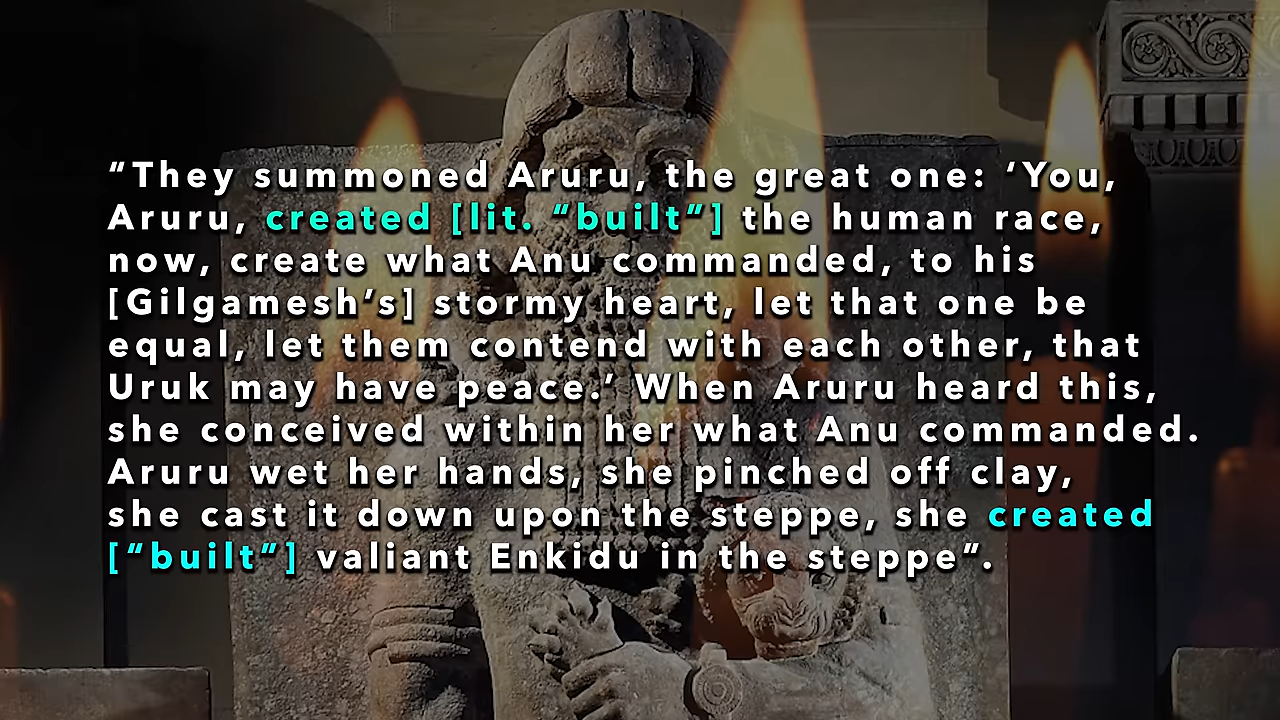 “They summoned Aruru, the great one: ‘You,
Aruru, created [lit. “built”] the human race,
now, create what Anu commanded, to his
[Gilgamesh’s] stormy heart, let that one be
equal, let them contend with each other, that
Uruk may have peace.’ When Aruru heard this,
she conceived within her what Anu commanded.
Aruru wet her hands, she pinched off clay,
she cast it down upon the steppe, she created
[“built”] valiant Enkidu in the steppe”.